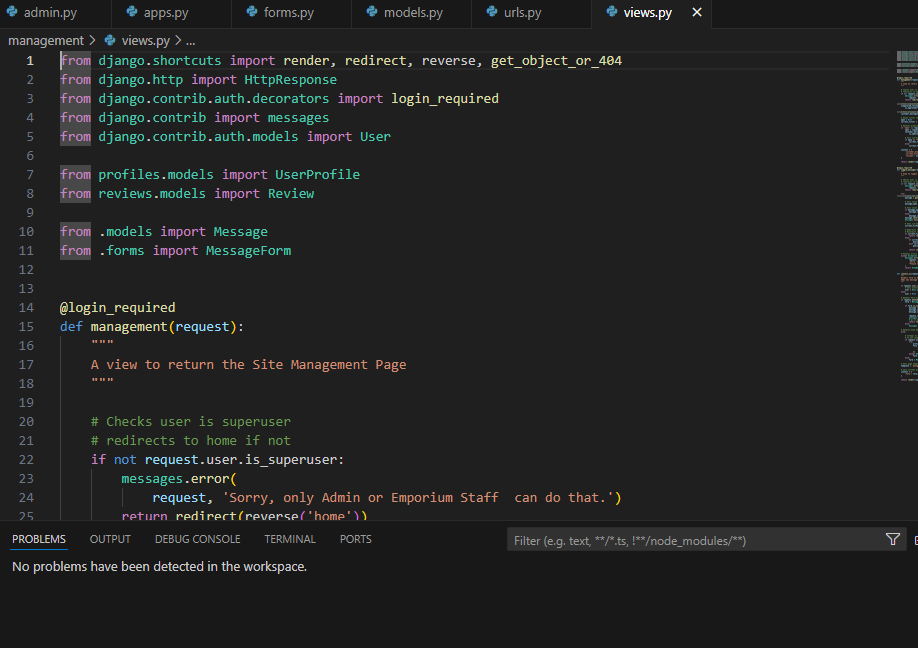 admin.py apps.py forms.py models.py urls.py views.py
management > views.py > ...
1 from django.shortcuts import render, redirect, reverse, get_object_or_404
2 from django.http import HttpResponse
3 from django.contrib.auth.decorators import login_required
4 from django.contrib import messages
5 from django.contrib.auth.models import User
6
7 from profiles.models import UserProfile
8 from reviews.models import Review
9
10 from .models import Message
11 from .forms import MessageForm
12
13
14 @login_required
15 def management(request):
16 """
17 A view to return the Site Management Page
18 """
19
20 # Checks user is superuser
21 # redirects to home if not
22 if not request.user.is_superuser:
23 messages.error(
24 request, 'Sorry, only Admin or Emporium Staff  can do that.')
25 return redirect(reverse('home'))
PROBLEMS OUTPUT DEBUG CONSOLE TERMINAL PORTS Filter (e.g. text, **/*.ts, !**/node_modules/**)
No problems have been detected in the workspace.